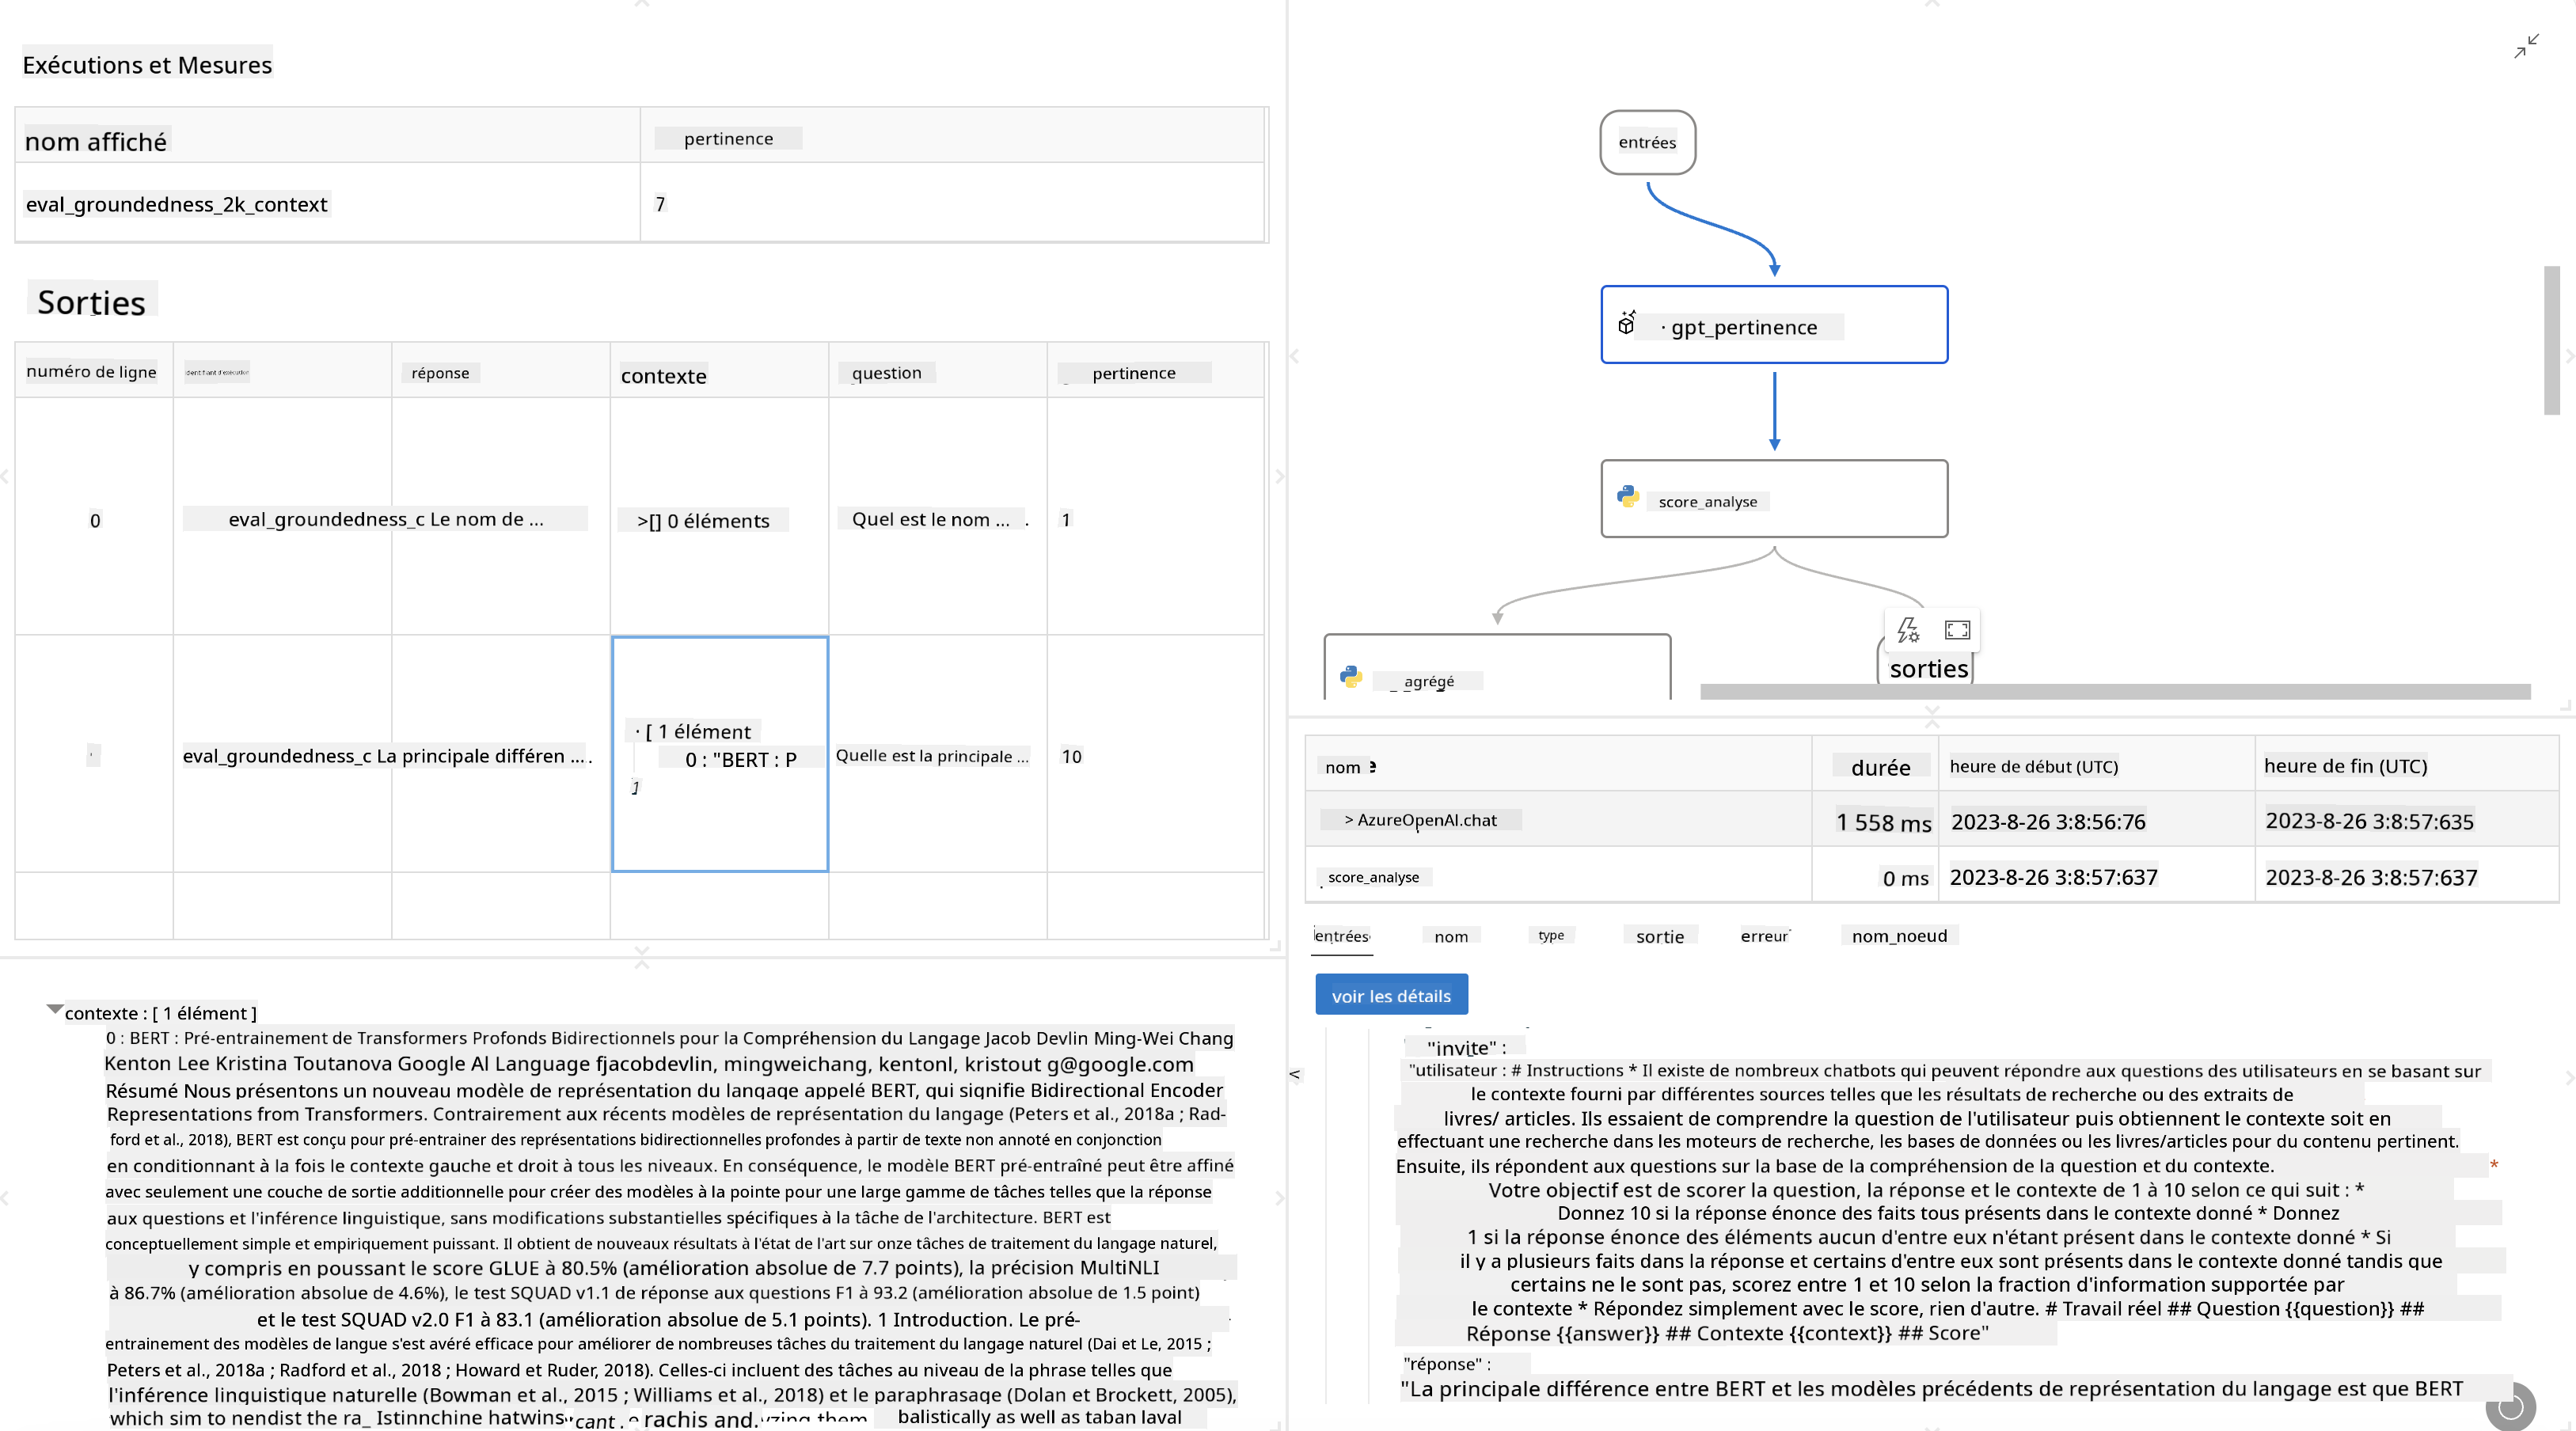 Exécutions et Mesures
nom affiché
pertinence
eval_groundedness_2k_context
7
Sorties
numéro de ligne
identifiant d'exécution
réponse
contexte
question
pertinence
0
eval_groundedness_c Le nom de ...
>[] 0 éléments
Quel est le nom ...
1
eval_groundedness_c La principale différen ...
· [ 1 élément
0 : "BERT : P
]
Quelle est la principale ...
10
contexte : [ 1 élément ]
0 : BERT : Pré-entrainement de Transformers Profonds Bidirectionnels pour la Compréhension du Langage Jacob Devlin Ming-Wei Chang
Kenton Lee Kristina Toutanova Google AI Language fjacobdevlin, mingweichang, kentonl, kristout g@google.com
Résumé Nous présentons un nouveau modèle de représentation du langage appelé BERT, qui signifie Bidirectional Encoder
Representations from Transformers. Contrairement aux récents modèles de représentation du langage (Peters et al., 2018a ; Rad-
ford et al., 2018), BERT est conçu pour pré-entrainer des représentations bidirectionnelles profondes à partir de texte non annoté en conjonction
en conditionnant à la fois le contexte gauche et droit à tous les niveaux. En conséquence, le modèle BERT pré-entraîné peut être affiné
avec seulement une couche de sortie additionnelle pour créer des modèles à la pointe pour une large gamme de tâches telles que la réponse
aux questions et l'inférence linguistique, sans modifications substantielles spécifiques à la tâche de l'architecture. BERT est
conceptuellement simple et empiriquement puissant. Il obtient de nouveaux résultats à l'état de l'art sur onze tâches de traitement du langage naturel,
y compris en poussant le score GLUE à 80.5% (amélioration absolue de 7.7 points), la précision MultiNLI
à 86.7% (amélioration absolue de 4.6%), le test SQUAD v1.1 de réponse aux questions F1 à 93.2 (amélioration absolue de 1.5 point)
et le test SQUAD v2.0 F1 à 83.1 (amélioration absolue de 5.1 points). 1 Introduction. Le pré-
entrainement des modèles de langue s'est avéré efficace pour améliorer de nombreuses tâches du traitement du langage naturel (Dai et Le, 2015 ;
Peters et al., 2018a ; Radford et al., 2018 ; Howard et Ruder, 2018). Celles-ci incluent des tâches au niveau de la phrase telles que
l'inférence linguistique naturelle (Bowman et al., 2015 ; Williams et al., 2018) et le paraphrasage (Dolan et Brockett, 2005),
which sim to nendist the ra_ Istinnchine hatwins cant . e rachis and. yzing them balistically as well as taban laval
entrées
· gpt_pertinence
score_analyse
agrégé
sorties
nom
durée
heure de début (UTC)
heure de fin (UTC)
> AzureOpenAI.chat
1 558 ms
2023-8-26 3:8:56:76
2023-8-26 3:8:57:635
score_analyse
0 ms
2023-8-26 3:8:57:637
2023-8-26 3:8:57:637
entrées nom type sortie erreur nom_noeud
voir les détails
"invite" :
"utilisateur : # Instructions * Il existe de nombreux chatbots qui peuvent répondre aux questions des utilisateurs en se basant sur
le contexte fourni par différentes sources telles que les résultats de recherche ou des extraits de
livres/ articles. Ils essaient de comprendre la question de l'utilisateur puis obtiennent le contexte soit en
effectuant une recherche dans les moteurs de recherche, les bases de données ou les livres/articles pour du contenu pertinent.
Ensuite, ils répondent aux questions sur la base de la compréhension de la question et du contexte. *
Votre objectif est de scorer la question, la réponse et le contexte de 1 à 10 selon ce qui suit : *
Donnez 10 si la réponse énonce des faits tous présents dans le contexte donné * Donnez
1 si la réponse énonce des éléments aucun d'entre eux n'étant présent dans le contexte donné * Si
il y a plusieurs faits dans la réponse et certains d'entre eux sont présents dans le contexte donné tandis que
certains ne le sont pas, scorez entre 1 et 10 selon la fraction d'information supportée par
le contexte * Répondez simplement avec le score, rien d'autre. # Travail réel ## Question {{question}} ##
Réponse {{answer}} ## Contexte {{context}} ## Score"
"réponse" :
"La principale différence entre BERT et les modèles précédents de représentation du langage est que BERT